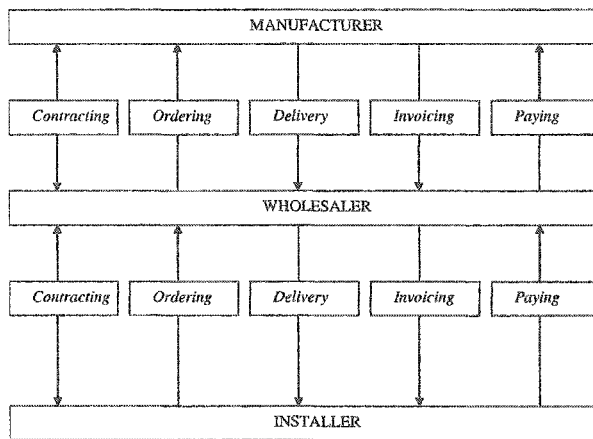 MANUFACTURER
Contracting Ordering Delivery Invoicing Paying
WHOLESALER
Contracting Ordering Delivery Invoicing Paying
INSTALLER